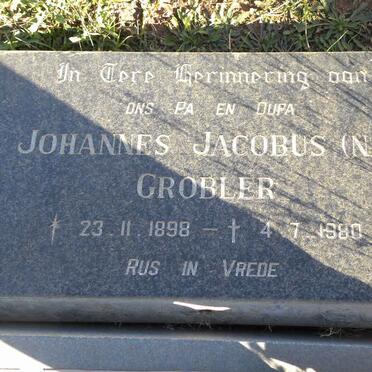 In Tere Herinnering aan
ONS PA EN OUPA
JOHANNES JACOBUS (N
GROBLER
23.11.1898 — † 4.7.1980
RUS IN VREDE